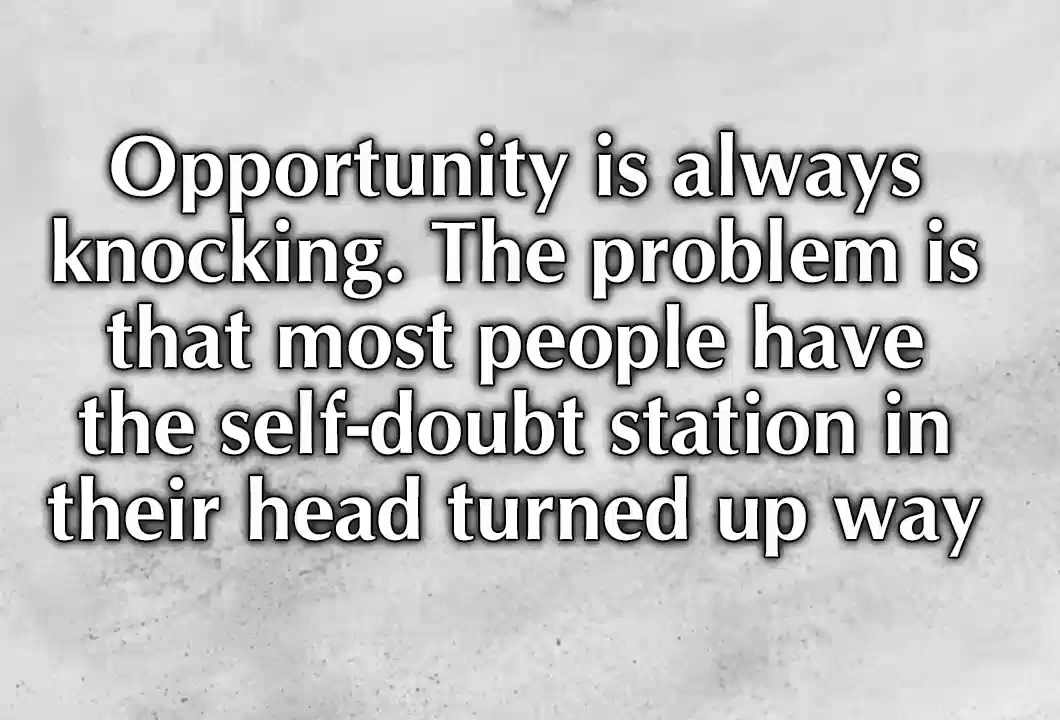 Opportunity is always
knocking. The problem is
that most people have
the self-doubt station in
their head turned up way